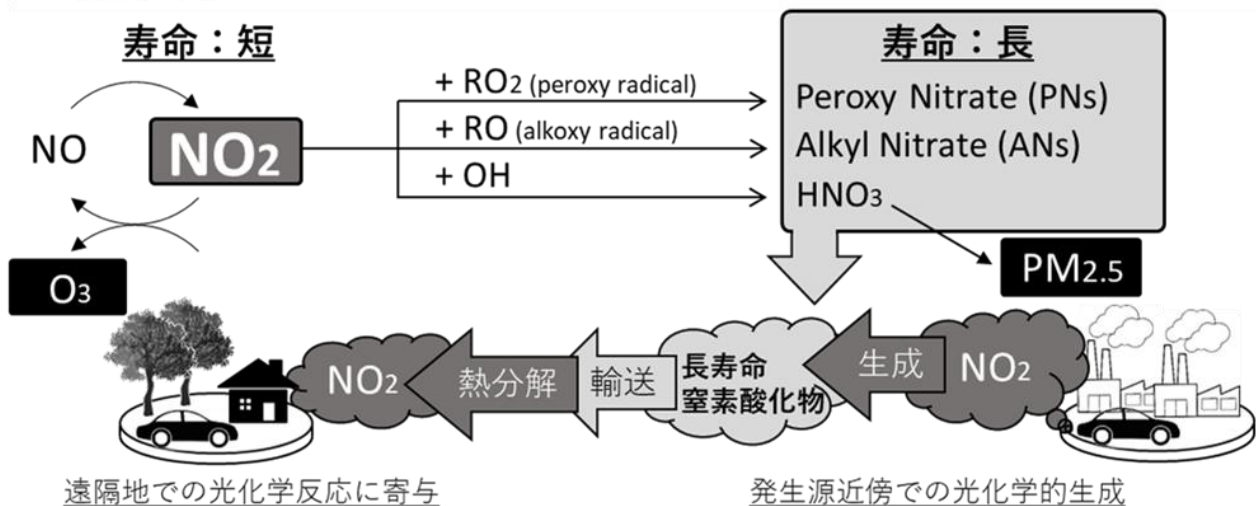 寿命：短
寿命：長
+ RO2 (peroxy radical)
Peroxy Nitrate (PNs)
NO
NO2
+ RO (alkoxy radical)
Alkyl Nitrate (ANs)
+ OH
HNO3
O3
PM2.5
NO2
熱分解
輸送
長寿命
窒素酸化物
生成
NO2
遠隔地での光化学反応に寄与
発生源近傍での光化学的生成